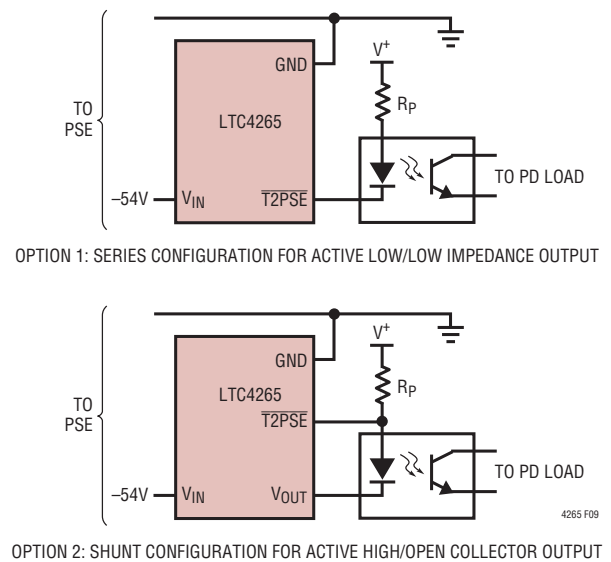 GND
V+
RP
TO
PSE
LTC4265
–54V
VIN
T2PSE
TO PD LOAD
OPTION 1: SERIES CONFIGURATION FOR ACTIVE LOW/LOW IMPEDANCE OUTPUT
V+
GND
RP
LTC4265
TO
PSE
T2PSE
TO PD LOAD
–54V
VIN
VOUT
4265 F09
OPTION 2: SHUNT CONFIGURATION FOR ACTIVE HIGH/OPEN COLLECTOR OUTPUT